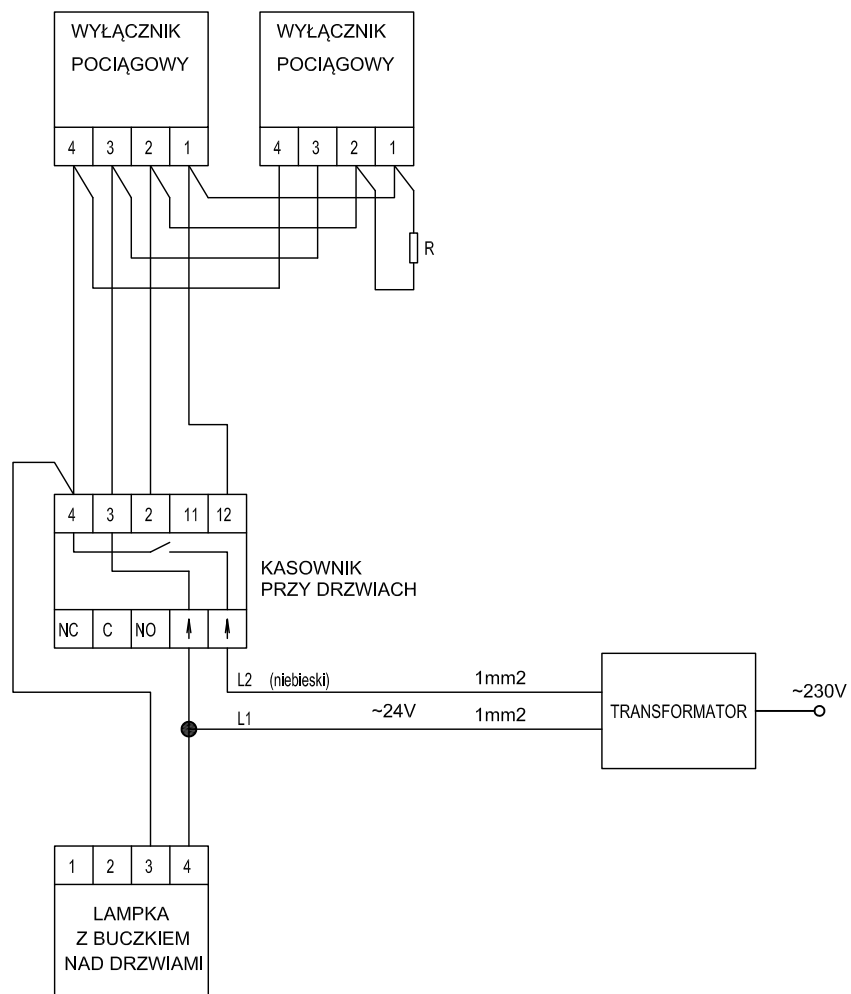 WYŁĄCZNIK
POCIĄGOWY
4 3 2 1
WYŁĄCZNIK
POCIĄGOWY
4 3 2 1
R
4 3 2 11 12
KASOWNIK
PRZY DRZWIACH
NC C NO
L2 (niebieski) 1mm2
L1 ~24V 1mm2
TRANSFORMATOR
~230V
1 2 3 4
LAMPKA
Z BUCZKIEM
NAD DRZWIAMI